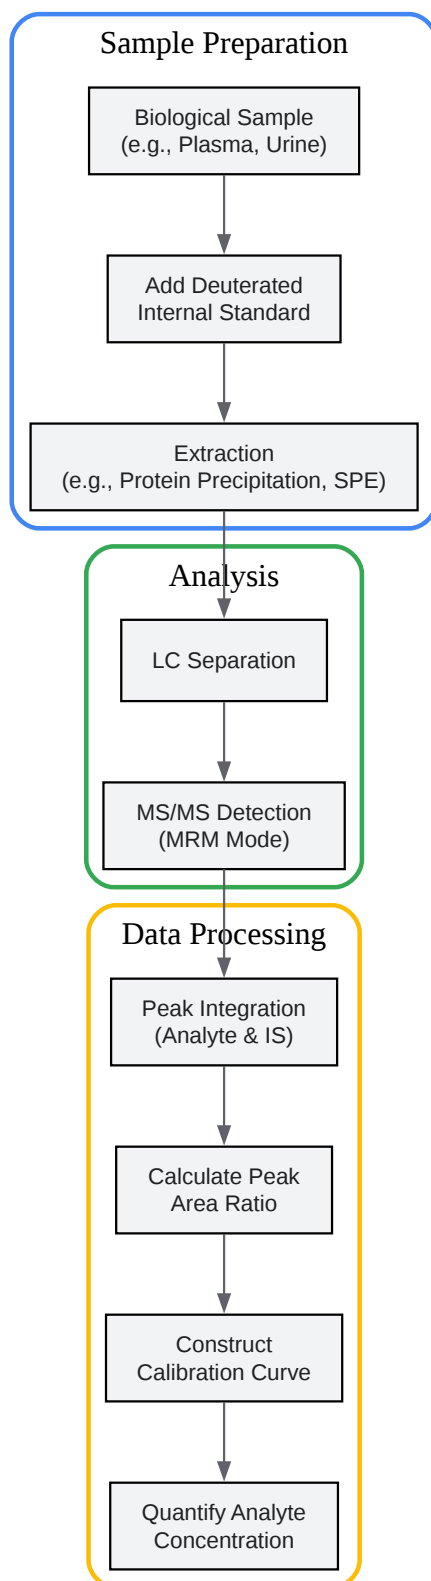 Sample Preparation
Biological Sample
(e.g., Plasma, Urine)
Add Deuterated
Internal Standard
Extraction
(e.g., Protein Precipitation, SPE)
Analysis
LC Separation
MS/MS Detection
(MRM Mode)
Data Processing
Peak Integration
(Analyte & IS)
Calculate Peak
Area Ratio
Construct
Calibration Curve
Quantify Analyte
Concentration